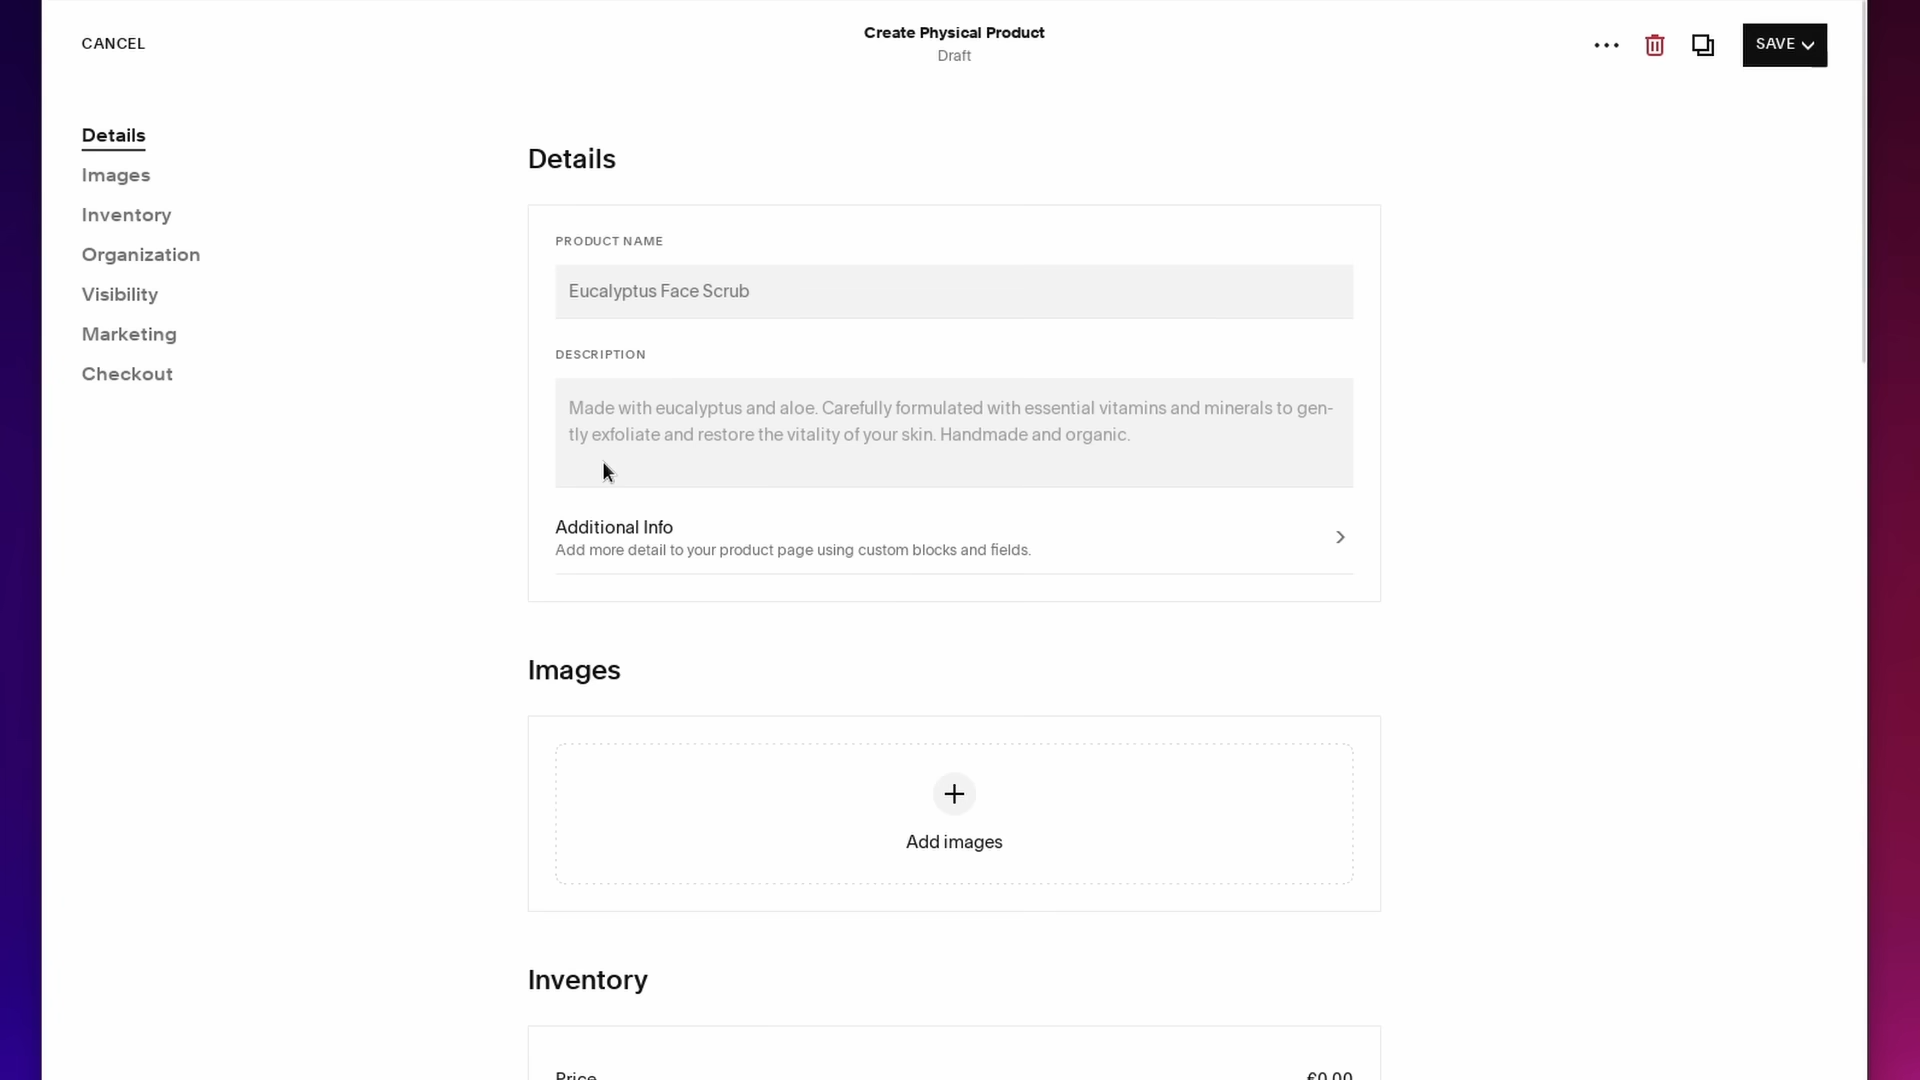 CANCEL
Create Physical Product
Draft
SAVE
Details
Images
Inventory
Organization
Visibility
Marketing
Checkout
Details
PRODUCT NAME
Eucalyptus Face Scrub
DESCRIPTION
Made with eucalyptus and aloe. Carefully formulated with essential vitamins and minerals to gen-
tly exfoliate and restore the vitality of your skin. Handmade and organic.
Additional Info
Add more detail to your product page using custom blocks and fields.
Images
Add images
Inventory
Price
€0.00